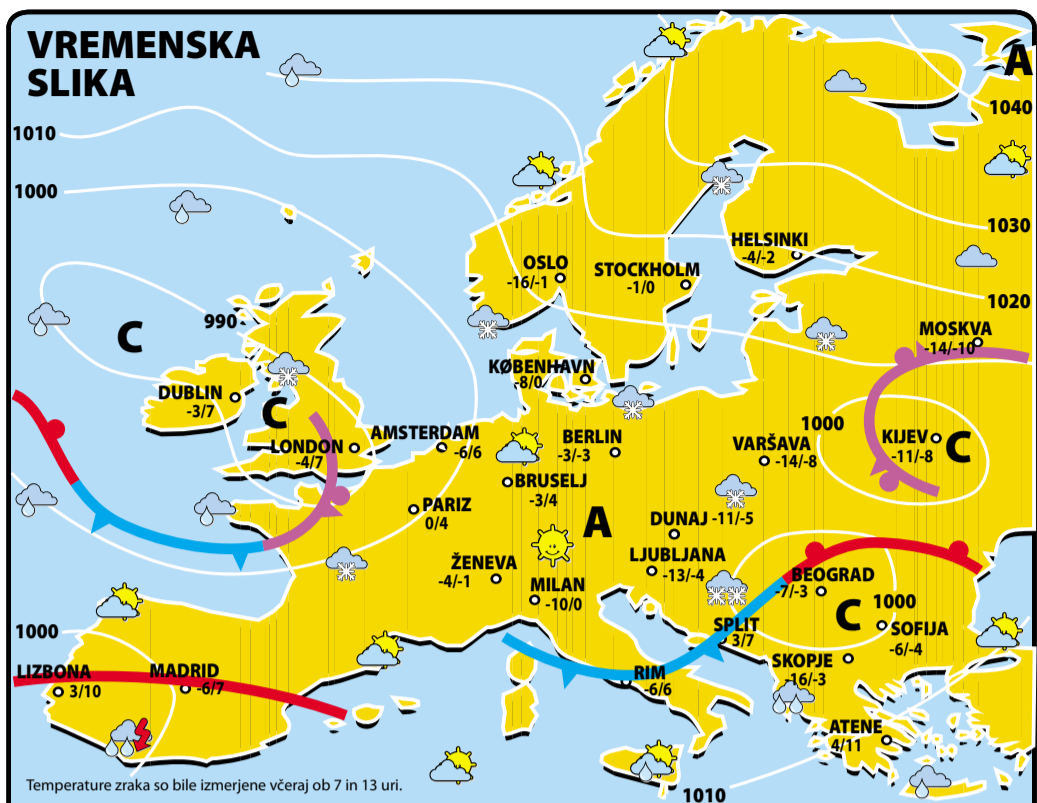 VREMENSKA
SLIKA
A
1040
1010
1000
1030
HELSINKI
-4/-2
OSLO
-16/-1
STOCKHOLM
-1/0
1020
990
C
MOSKVA
-14/-10
KØBENHAVN
-8/0
DUBLIN
-3/7
C
1000
LONDON
-4/7
AMSTERDAM
-6/6
BERLIN
-3/-3
VARŠAVA
-14/-8
KIJEV
-11/-8
C
BRUSELJ
-3/4
PARIZ
0/4
A
DUNAJ -11/-5
LJUBLJANA
-13/-4
ŽENEVA
-4/-1
MILAN
-10/0
BEOGRAD
-7/-3
1000
C
1000
SPLIT
3/7
SOFIJA
-6/-4
SKOPJE
-16/-3
LIZBONA
3/10
MADRID
-6/7
RIM
-6/6
ATENE
4/11
Temperature zraka so bile izmerjene včeraj ob 7 in 13 uri.
1010